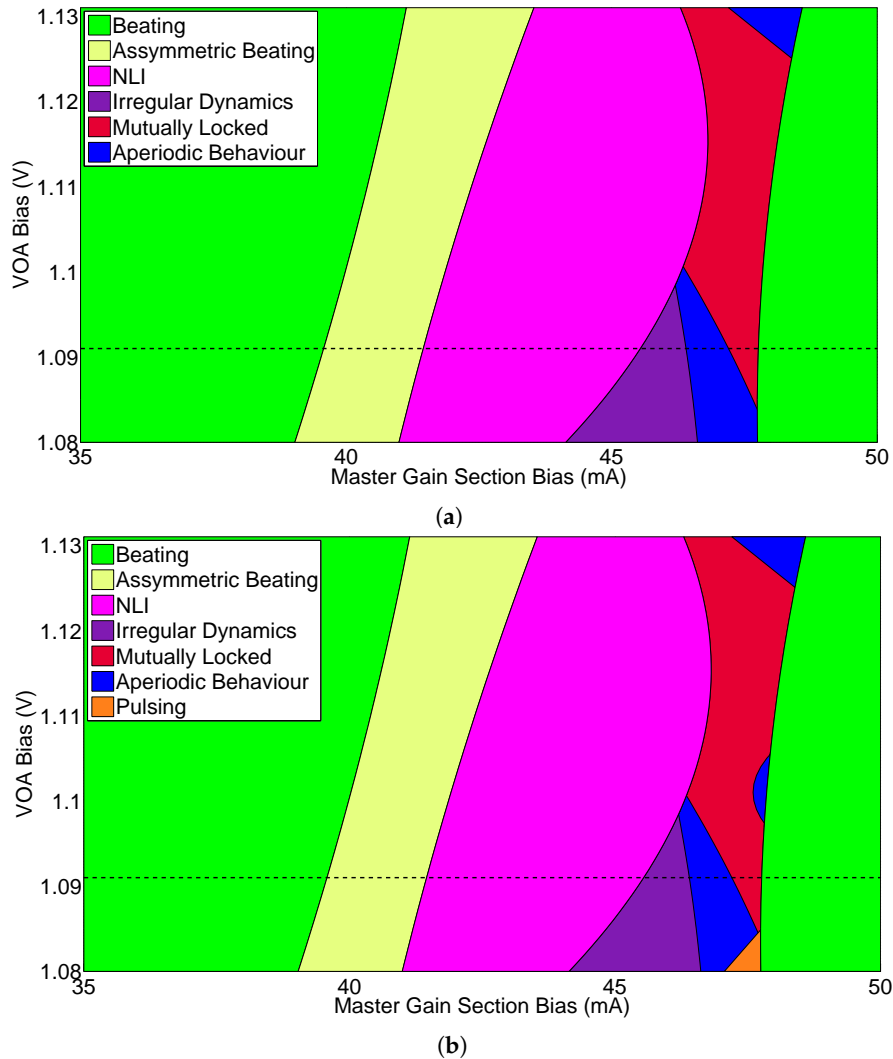 1.13
1.12
1.11
1.1
1.09
1.08
VOA Bias (V)
Beating
Assymmetric Beating
NLI
Irregular Dynamics
Mutually Locked
Aperiodic Behaviour
35
40
45
50
Master Gain Section Bias (mA)
(a)
1.13
1.12
1.11
1.1
1.09
1.08
VOA Bias (V)
Beating
Assymmetric Beating
NLI
Irregular Dynamics
Mutually Locked
Aperiodic Behaviour
Pulsing
35
40
45
50
Master Gain Section Bias (mA)
(b)